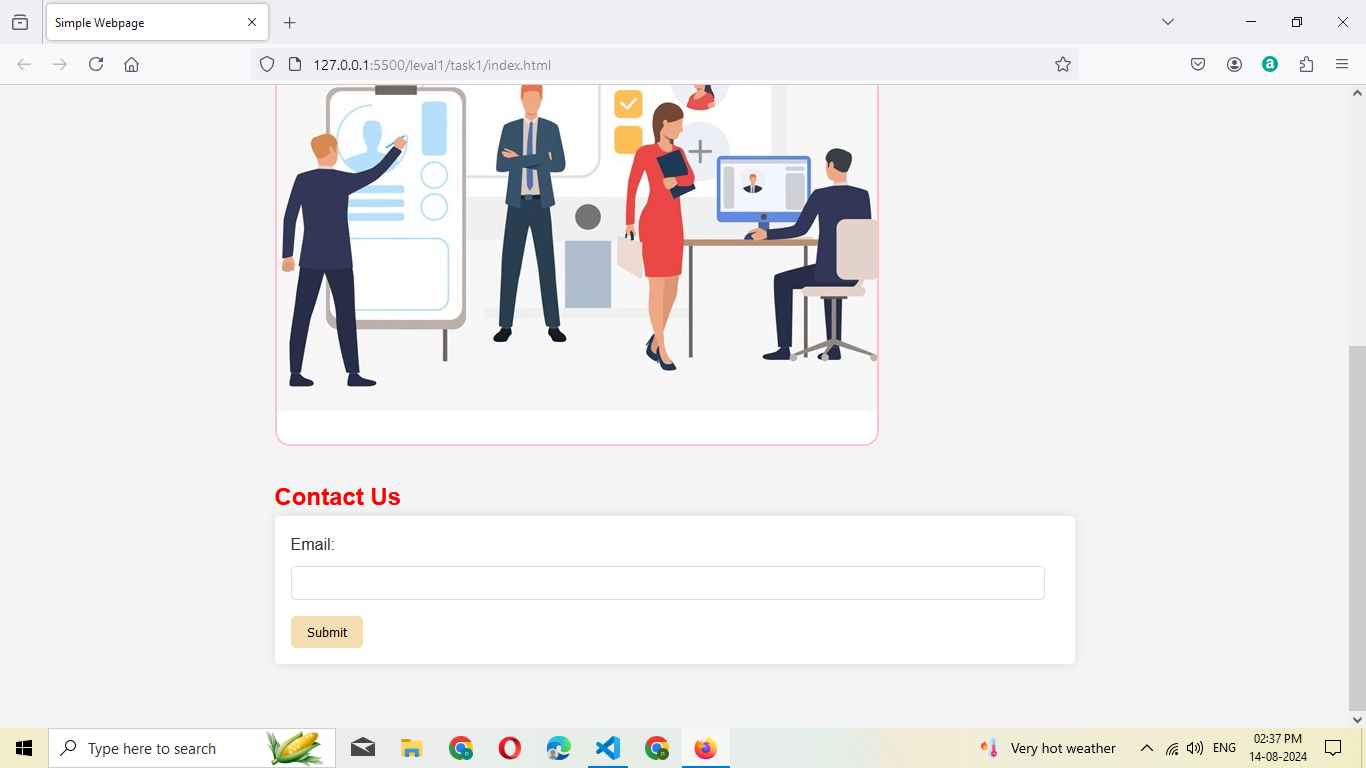 Simple Webpage
127.0.0.1:5500/leval1/task1/index.html
Contact Us
Email:
Submit
Type here to search
Very hot weather
ENG
02:37 PM
14-08-2024